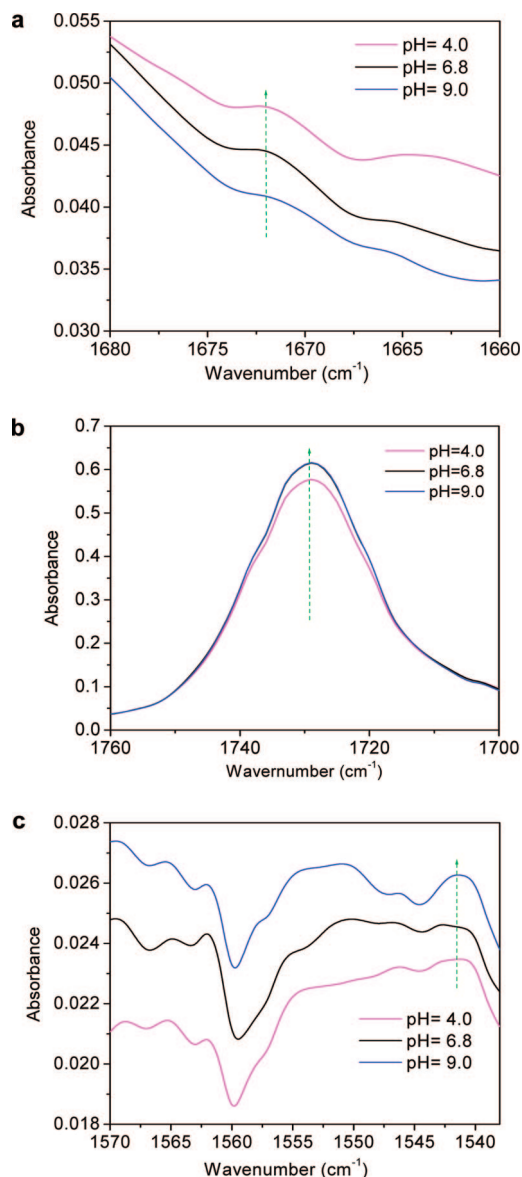 a
0.055
0.050
0.045
0.040
0.035
0.030
Absorbance
pH= 4.0
pH= 6.8
pH= 9.0
1680 1675 1670 1665 1660
Wavenumber (cm⁻¹)
b
0.7
0.6
0.5
0.4
0.3
0.2
0.1
0.0
Absorbance
pH=4.0
pH=6.8
pH=9.0
1760 1740 1720 1700
Wavernumber (cm⁻¹)
c
0.028
0.026
0.024
0.022
0.020
0.018
Absorbance
pH= 4.0
pH= 6.8
pH= 9.0
1570 1565 1560 1555 1550 1545 1540
Wavenumber (cm⁻¹)